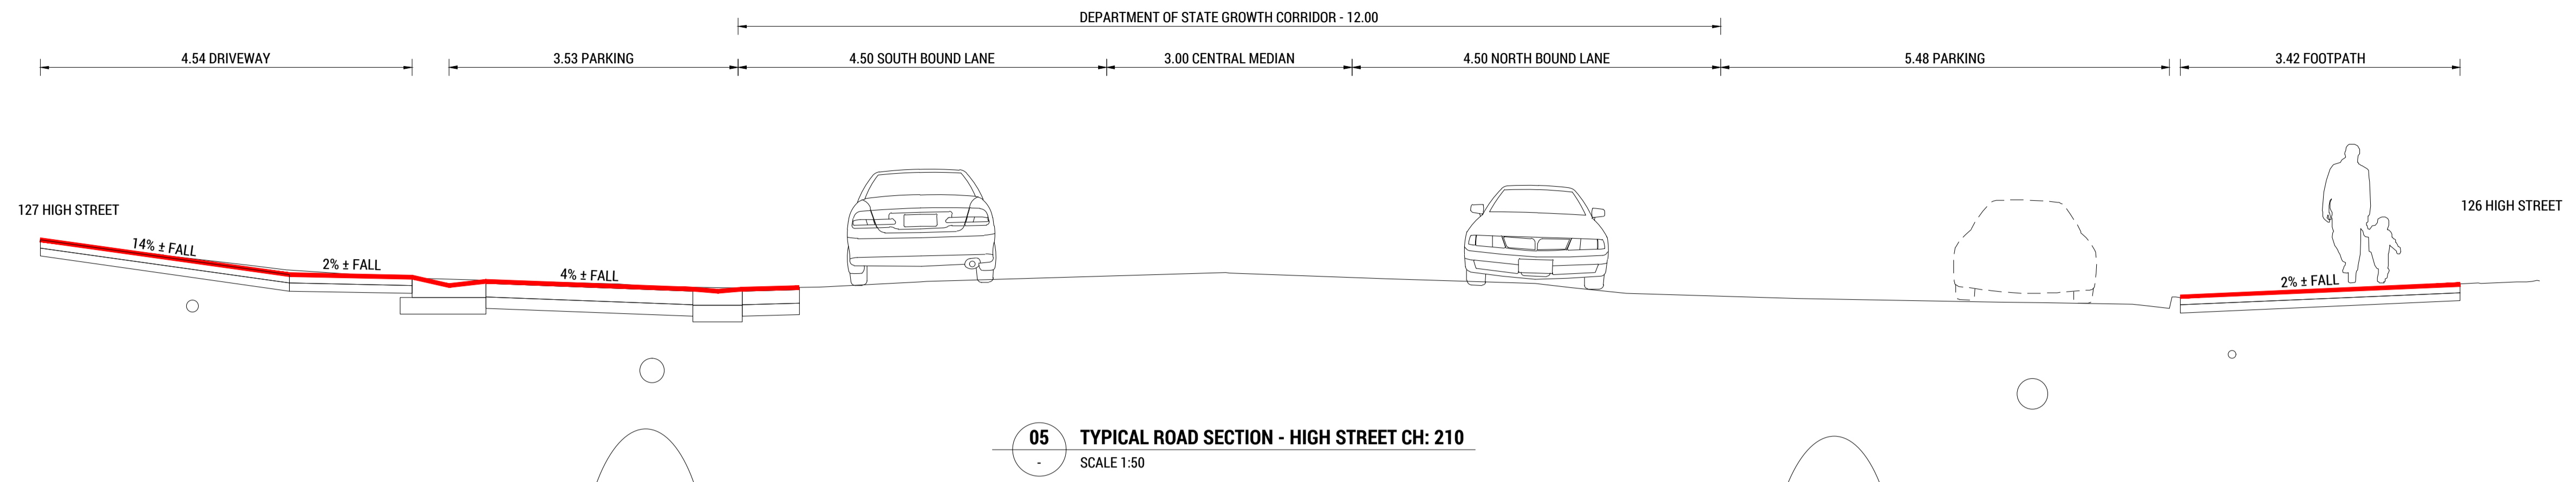 DEPARTMENT OF STATE GROWTH CORRIDOR - 12.00
4.54 DRIVEWAY
3.53 PARKING
4.50 SOUTH BOUND LANE
3.00 CENTRAL MEDIAN
4.50 NORTH BOUND LANE
5.48 PARKING
3.42 FOOTPATH
127 HIGH STREET
126 HIGH STREET
14% ± FALL
2% ± FALL
4% ± FALL
2% ± FALL
05
-
TYPICAL ROAD SECTION - HIGH STREET CH: 210
SCALE 1:50